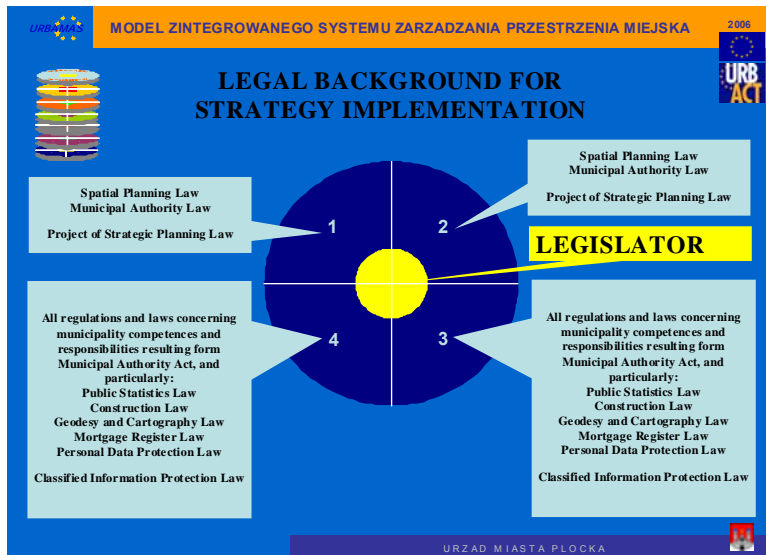 URBAMAS
MODEL ZINTEGROWANEGO SYSTEMU ZARZADZANIA PRZESTRZENIA MIEJSKA
2006
URB
ACT
LEGAL BACKGROUND FOR
STRATEGY IMPLEMENTATION
Spatial Planning Law
Municipal Authority Law
Project of Strategic Planning Law
1
Spatial Planning Law
Municipal Authority Law
Project of Strategic Planning Law
2
LEGISLATOR
All regulations and laws concerning
municipality competences and
responsibilities resulting form
Municipal Authority Act, and
particularly:
Public Statistics Law
Construction Law
Geodesy and Cartography Law
Mortgage Register Law
Personal Data Protection Law
Classified Information Protection Law
4
3
All regulations and laws concerning
municipality competences and
responsibilities resulting form
Municipal Authority Act, and
particularly:
Public Statistics Law
Construction Law
Geodesy and Cartography Law
Mortgage Register Law
Personal Data Protection Law
Classified Information Protection Law
URZAD MIASTA PLOCKA